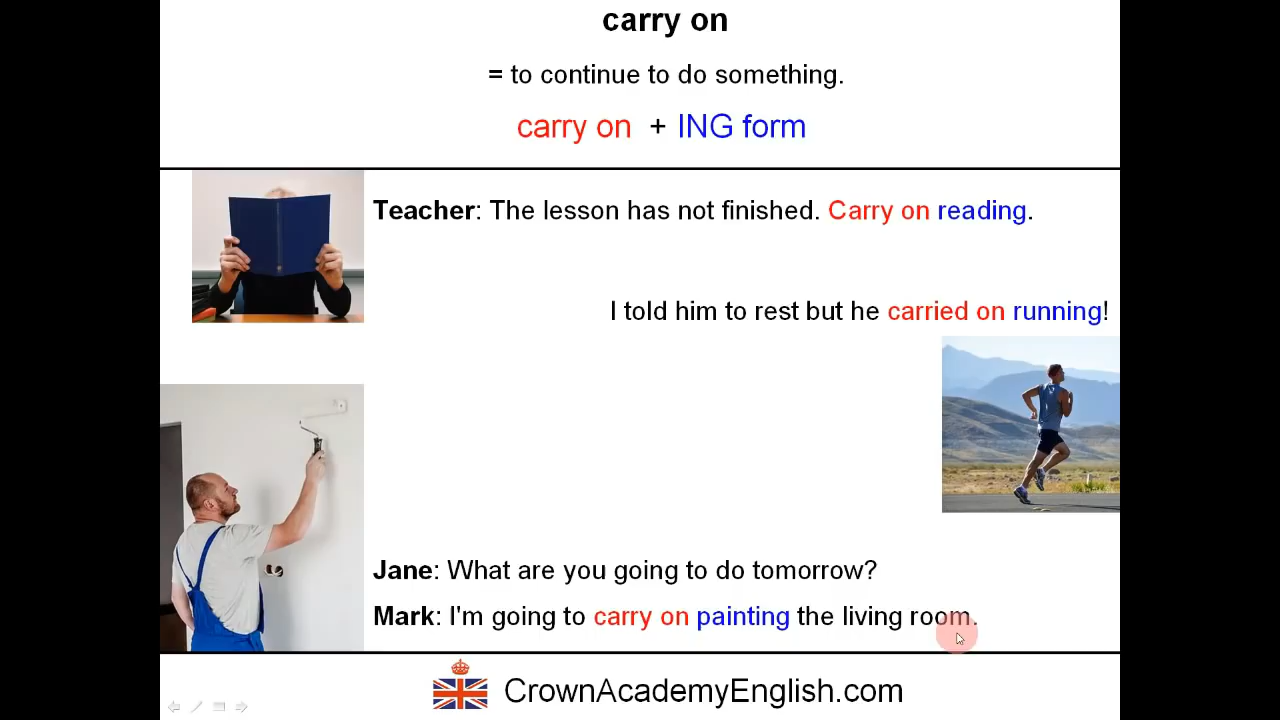 carry on
= to continue to do something.
carry on + ING form
Teacher: The lesson has not finished. Carry on reading.
I told him to rest but he carried on running!
Jane: What are you going to do tomorrow?
Mark: I'm going to carry on painting the living room.
CrownAcademyEnglish.com